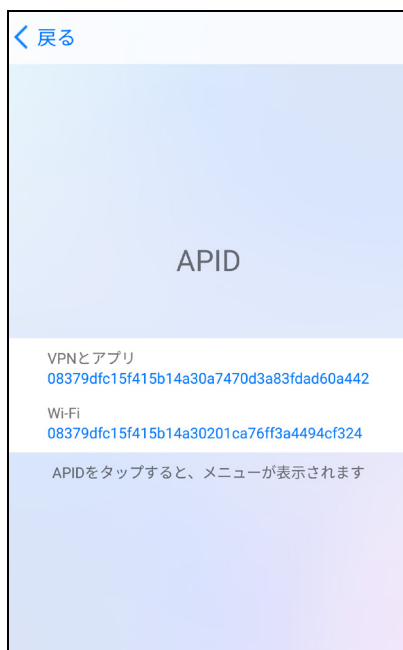 戻る
APID
VPNとアプリ
08379dfc15f415b14a30a7470d3a83fdad60a442
Wi-Fi
08379dfc15f415b14a30201ca76ff3a4494cf324
APIDをタップすると、メニューが表示されます